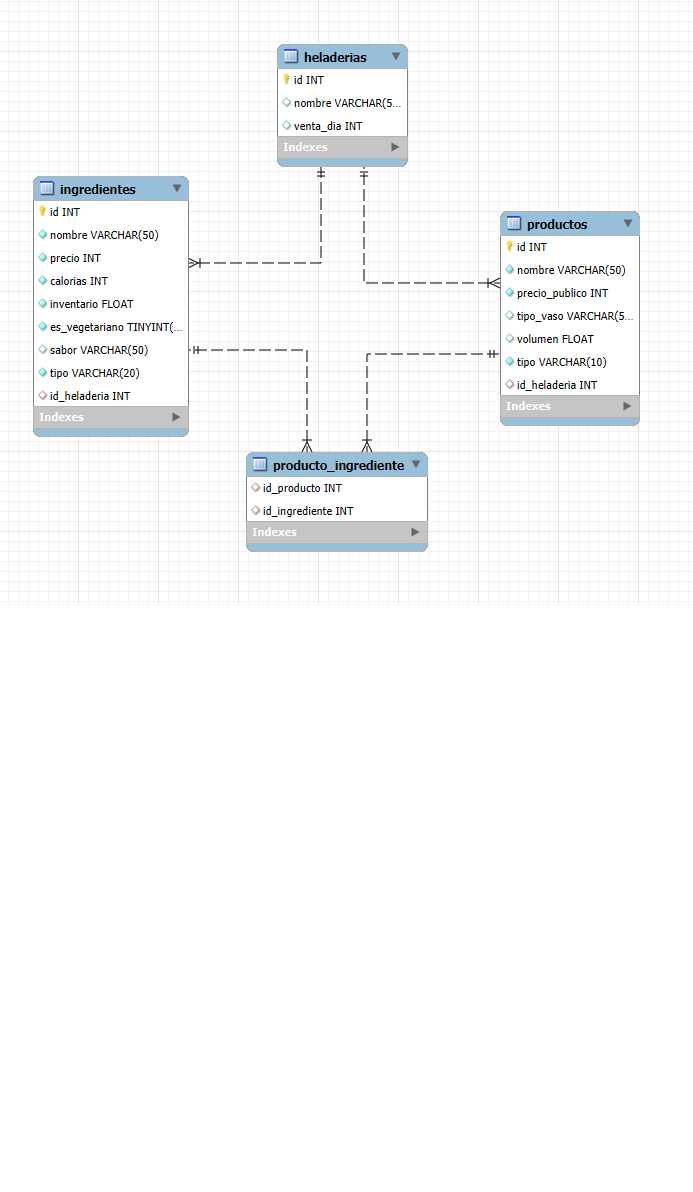 heladerias
id INT
nombre VARCHAR(5...
venta_dia INT
Indexes
ingredientes
id INT
nombre VARCHAR(50)
precio INT
calorias INT
inventario FLOAT
es_vegetariano TINYINT(...
sabor VARCHAR(50)
tipo VARCHAR(20)
id_heladeria INT
Indexes
productos
id INT
nombre VARCHAR(50)
precio_publico INT
tipo_vaso VARCHAR(5...
volumen FLOAT
tipo VARCHAR(10)
id_heladeria INT
Indexes
producto_ingrediente
id_producto INT
id_ingrediente INT
Indexes